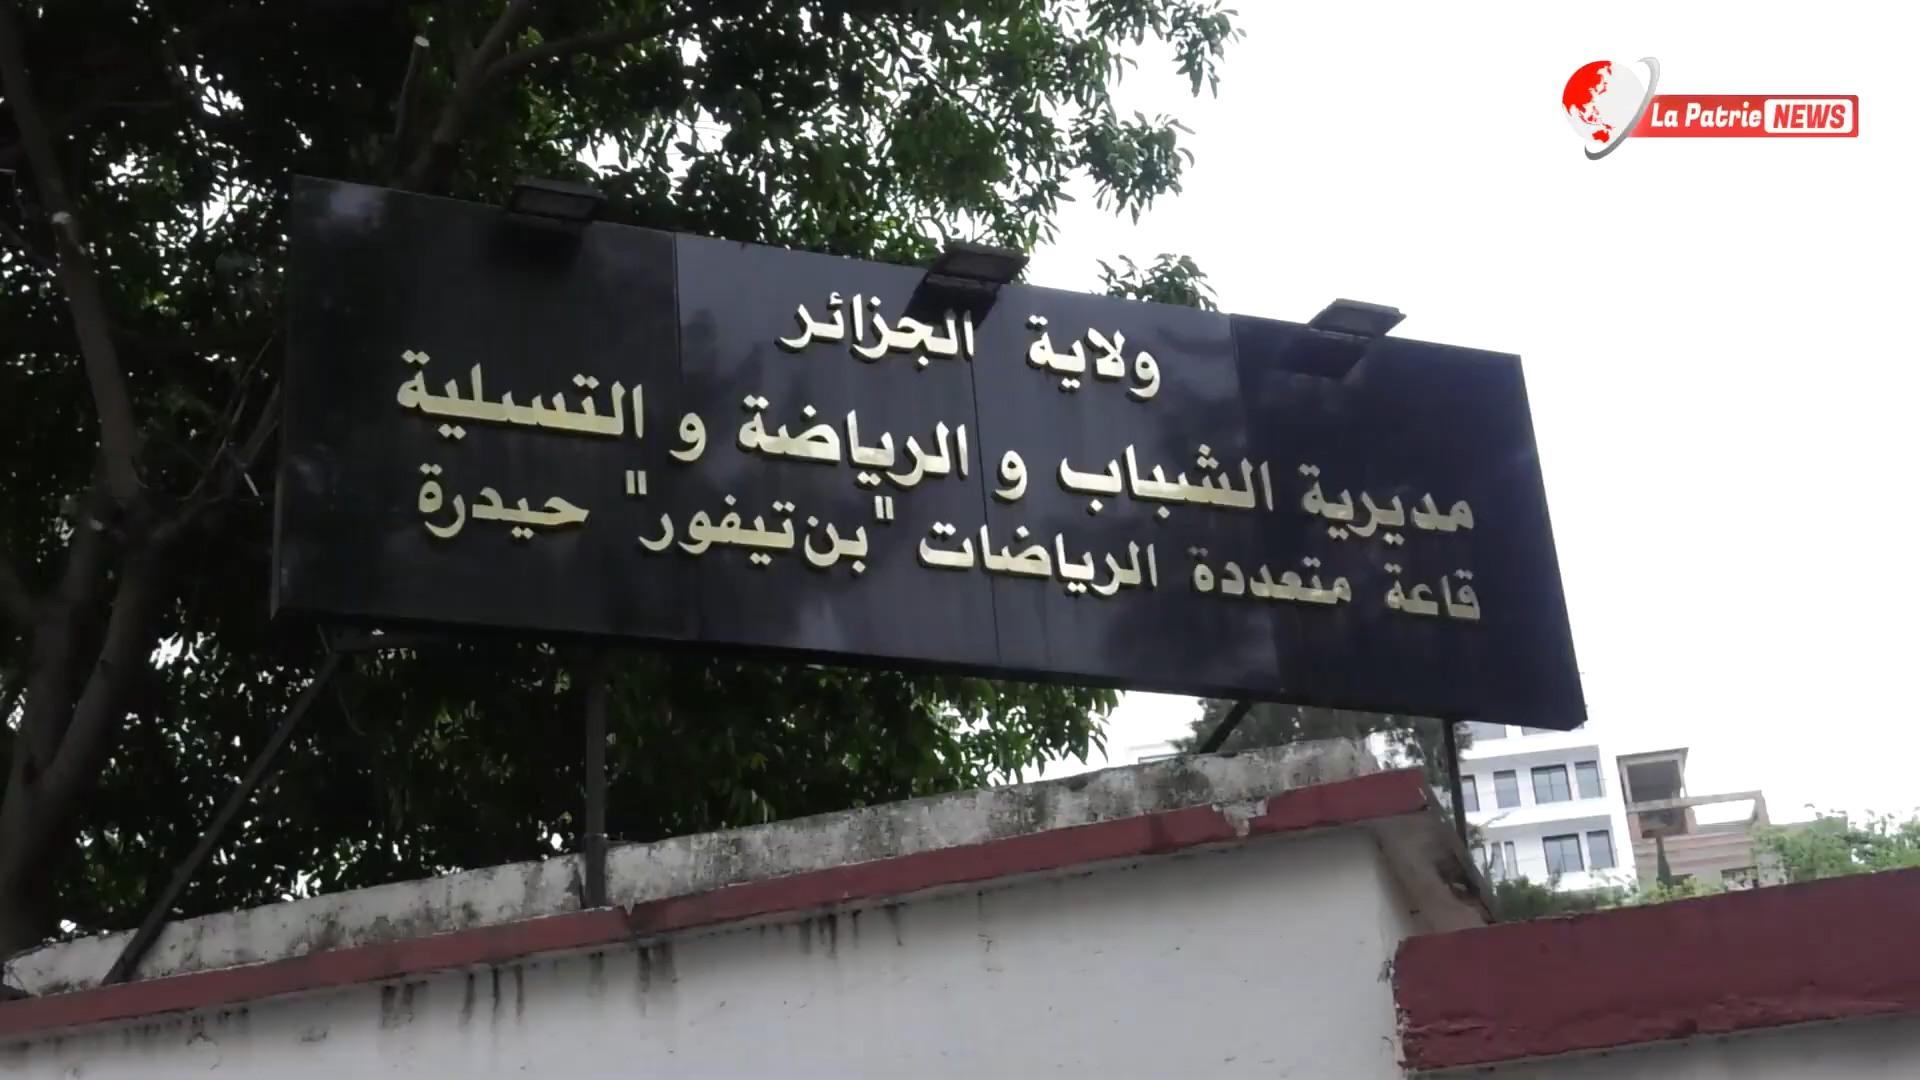 La Patrie NEWS
ولاية الجزائر
مديرية الشباب و الرياضة و التسلية
قاعة متعددة الرياضات "بن تيفور" حيدرة